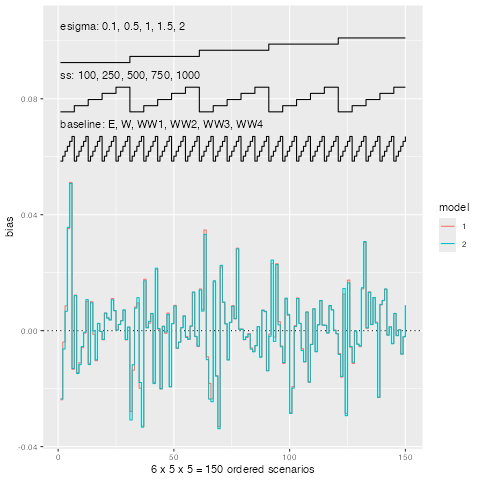 esigma: 0.1, 0.5, 1, 1.5, 2
ss: 100, 250, 500, 750, 1000
baseline: E, W, WW1, WW2, WW3, WW4
0.08
0.04
0.00
-0.04
bias
0
50
100
150
6 x 5 x 5 = 150 ordered scenarios
model
1
2